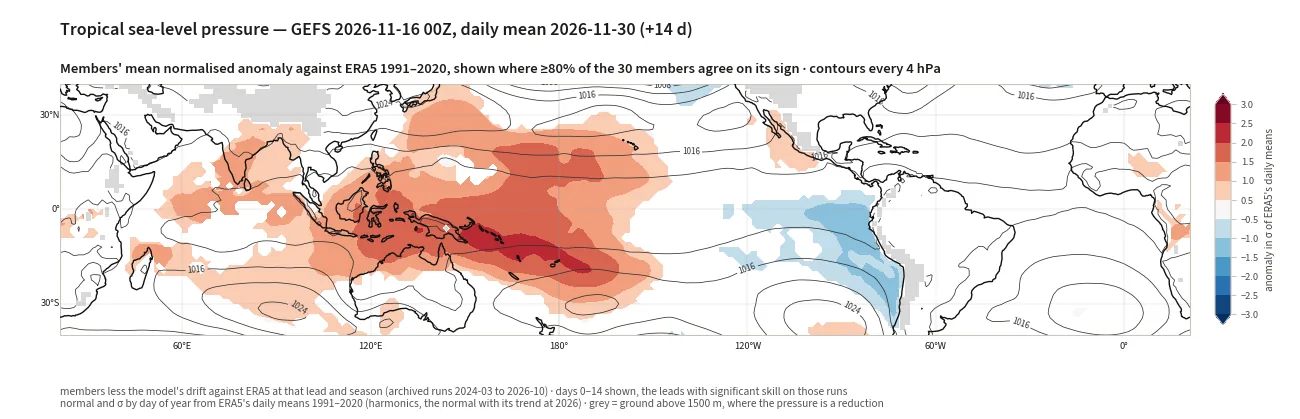 Tropical sea-level pressure — GEFS 2026-11-16 00Z, daily mean 2026-11-30 (+14 d)
Members' mean normalised anomaly against ERA5 1991–2020, shown where ≥80% of the 30 members agree on its sign · contours every 4 hPa
30°N
0°
30°S
60°E
120°E
180°
120°W
60°W
0°
1016
1024
1016
1008
1016
1016
1016
1016
1016
1024
1016
1024
1016
3.0
2.5
2.0
1.5
1.0
0.5
−0.5
−1.0
−1.5
−2.0
−2.5
−3.0
anomaly in σ of ERA5's daily means
members less the model's drift against ERA5 at that lead and season (archived runs 2024-03 to 2026-10) · days 0–14 shown, the leads with significant skill on those runs
normal and σ by day of year from ERA5's daily means 1991–2020 (harmonics, the normal with its trend at 2026) · grey = ground above 1500 m, where the pressure is a reduction